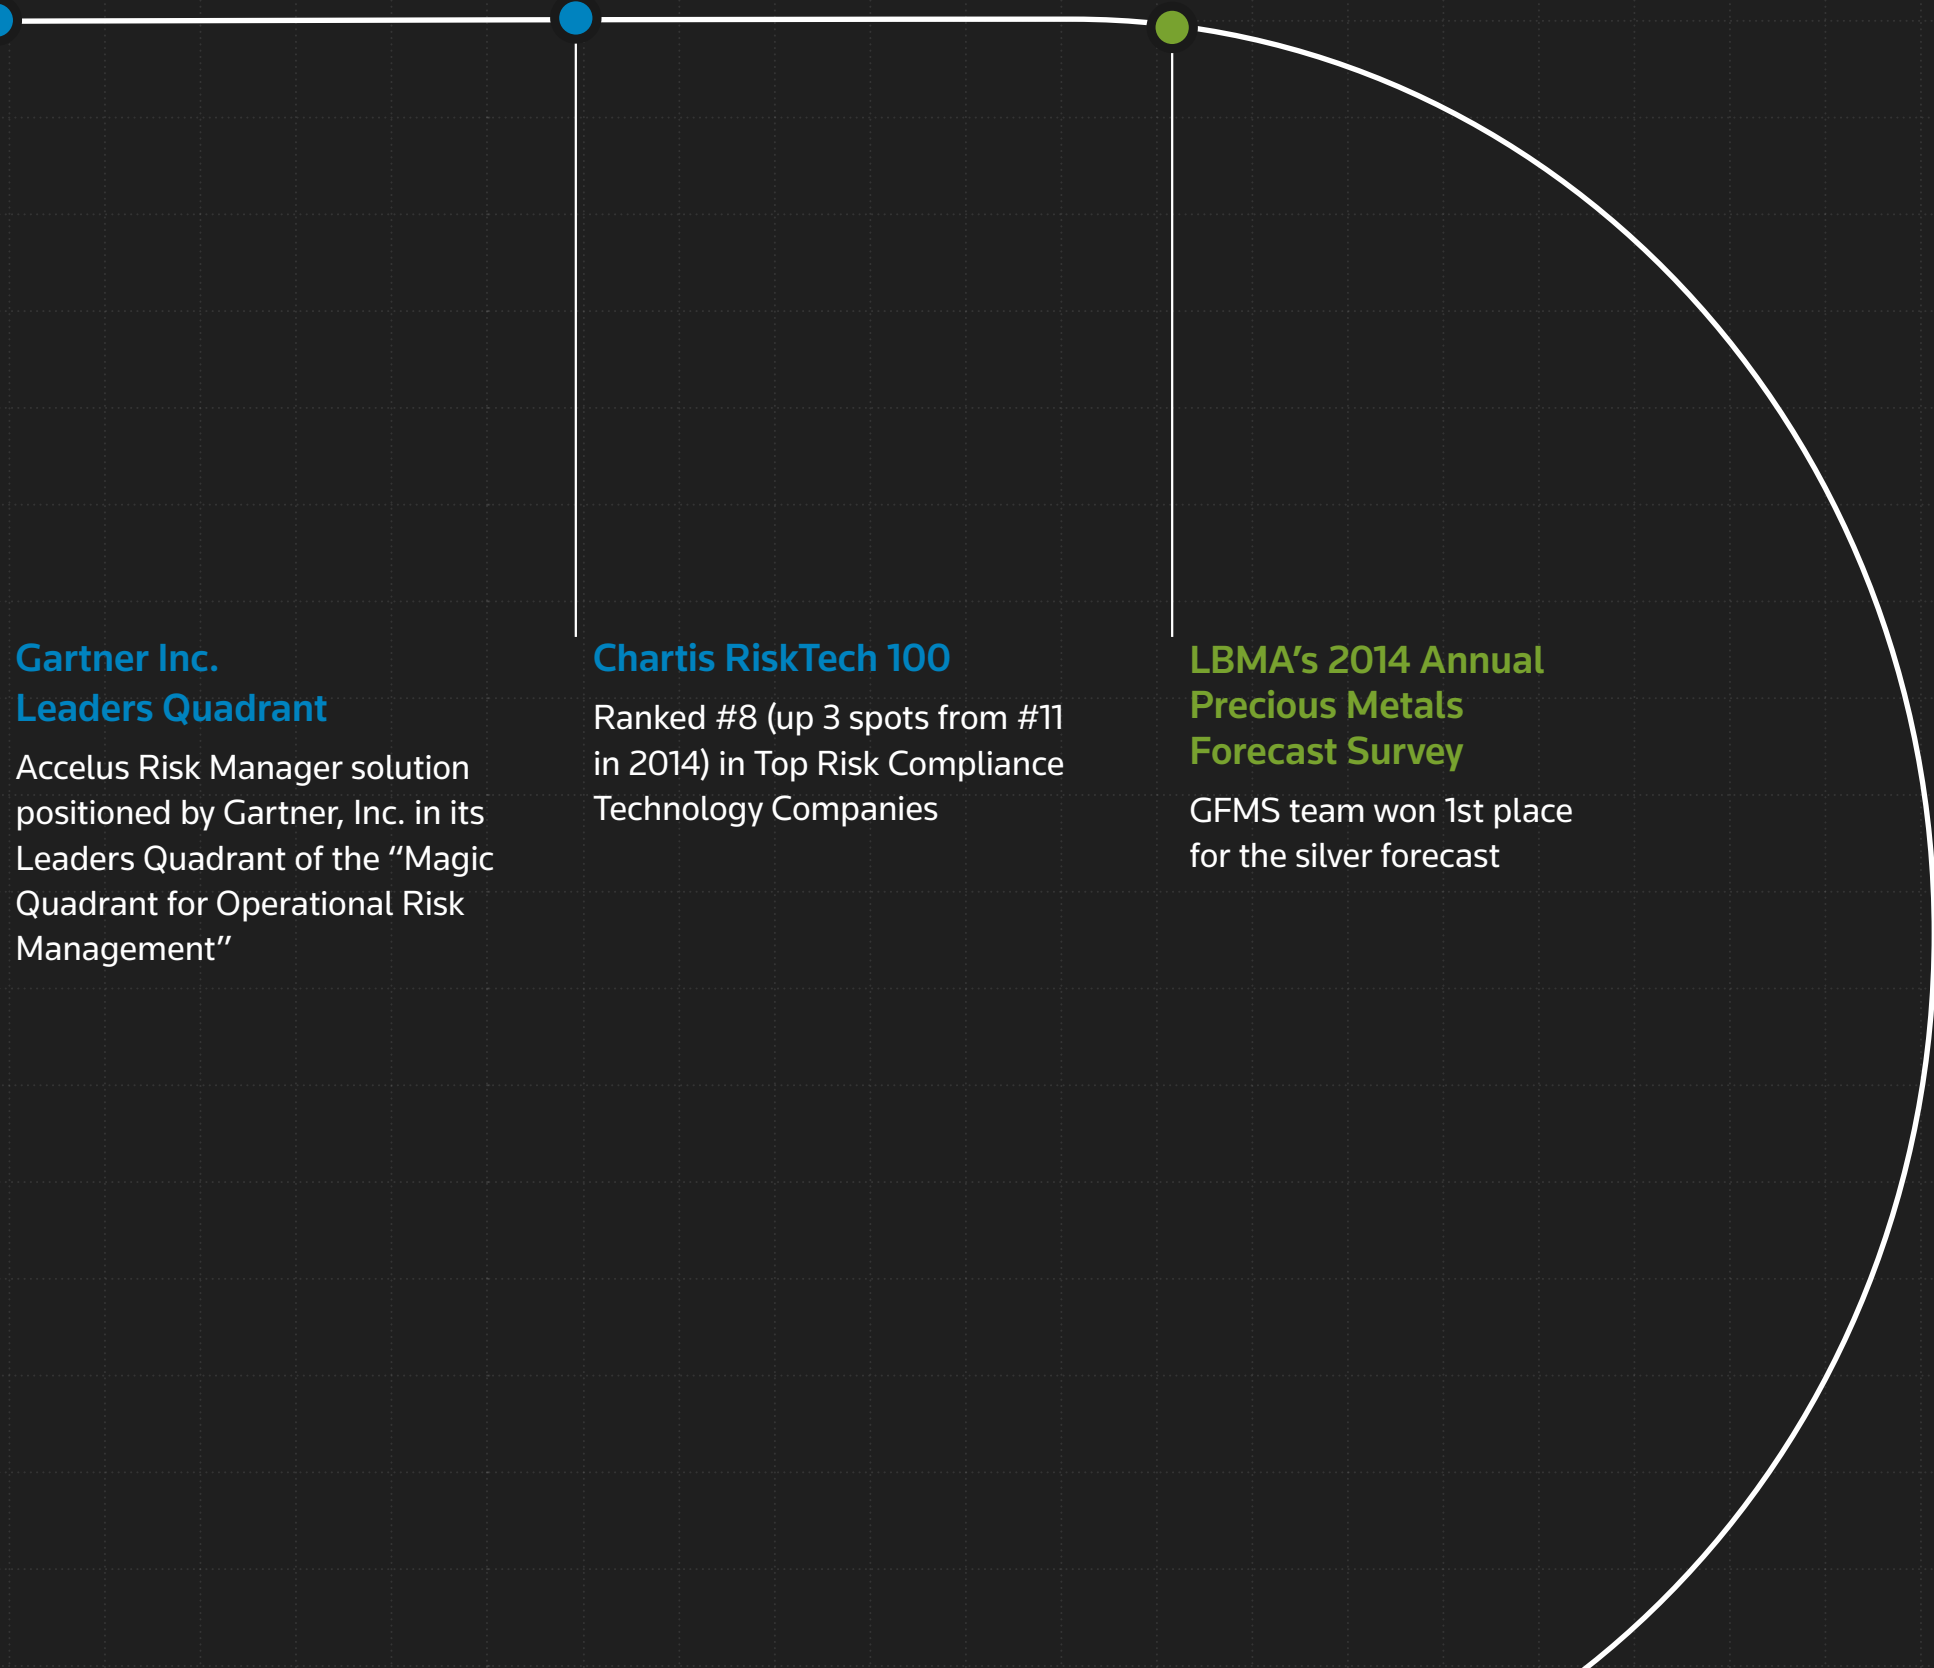 Gartner Inc.
Leaders Quadrant
Accelus Risk Manager solution
positioned by Gartner, Inc. in its
Leaders Quadrant of the “Magic
Quadrant for Operational Risk
Management”
Chartis RiskTech 100
Ranked #8 (up 3 spots from #11
in 2014) in Top Risk Compliance
Technology Companies
LBMA’s 2014 Annual
Precious Metals
Forecast Survey
GFMS team won 1st place
for the silver forecast